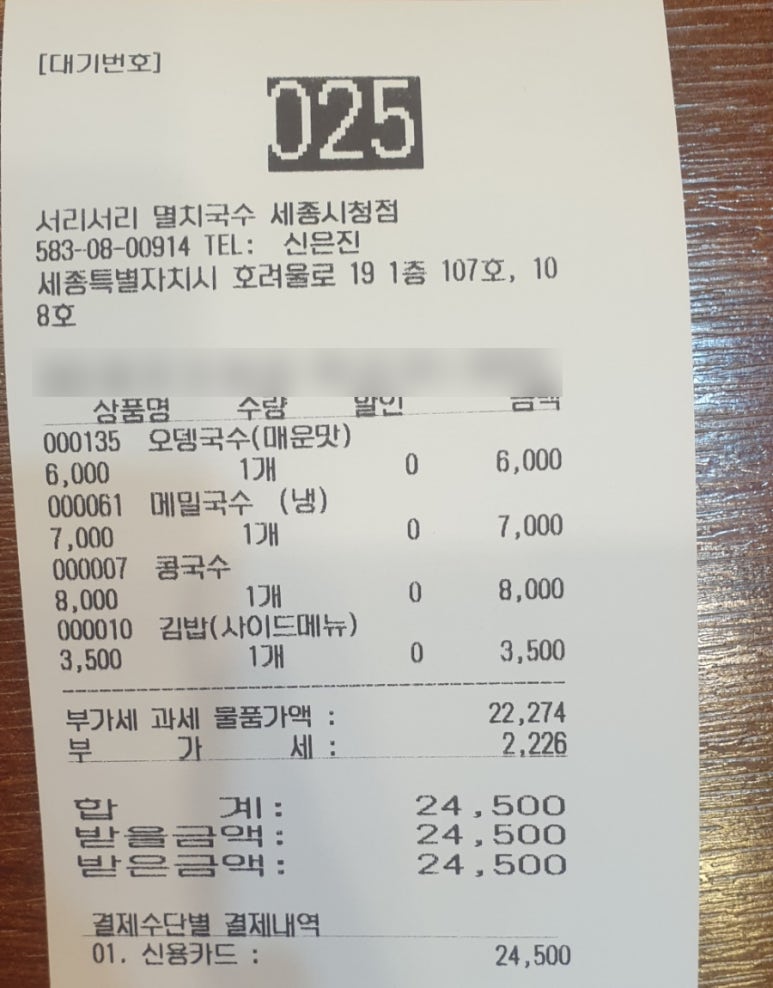 [대기번호]
025
서리서리 멸치국수 세종시청점
583-08-00914 TEL: 신은진
세종특별자치시 호려울로 19 1층 107호, 10
8호
상품명 수량 할인 금액
000135 오뎅국수(매운맛)
6,000 1개 0 6,000
000061 메밀국수 (냉)
7,000 1개 0 7,000
000007 콩국수
8,000 1개 0 8,000
000010 김밥(사이드메뉴)
3,500 1개 0 3,500
부가세 과세 물품가액 : 22,274
부 가 세 : 2,226
합 계: 24,500
받을금액: 24,500
받은금액: 24,500
결제수단별 결제내역
01. 신용카드 : 24,500